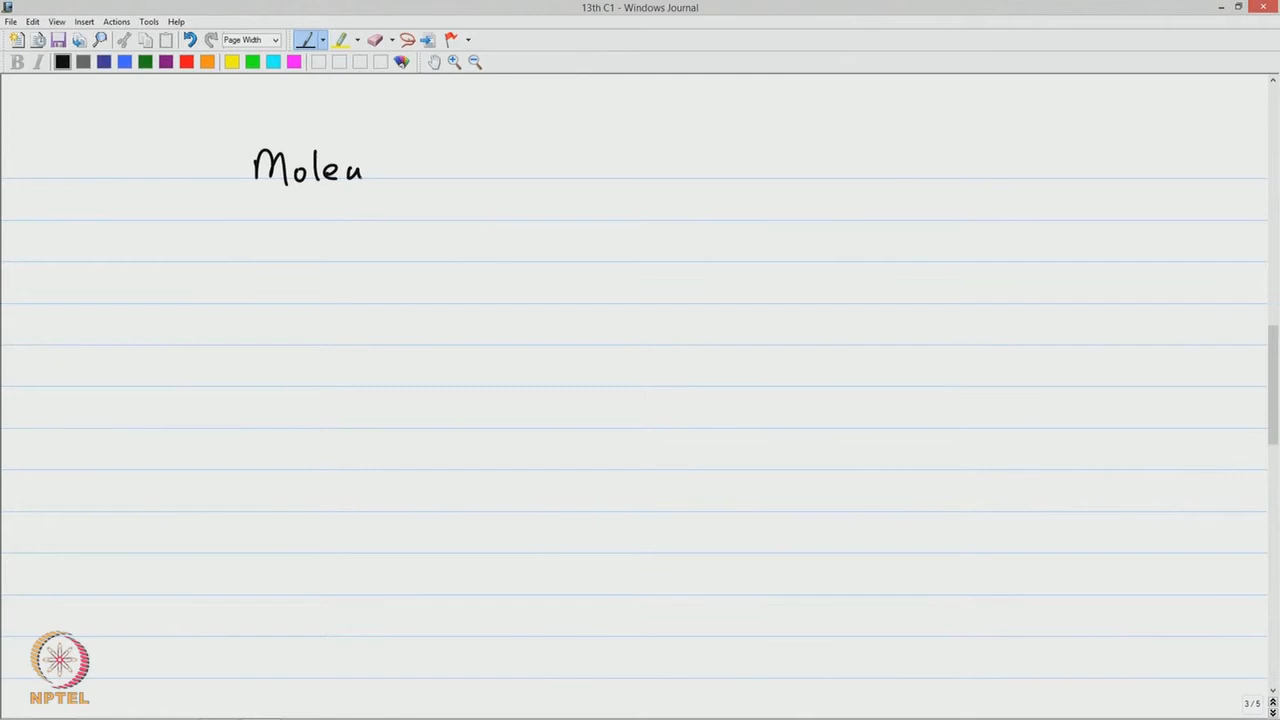 13th C1 - Windows Journal
File Edit View Insert Actions Tools Help
Page Width
B I
Moleu
NPTEL
3 / 5